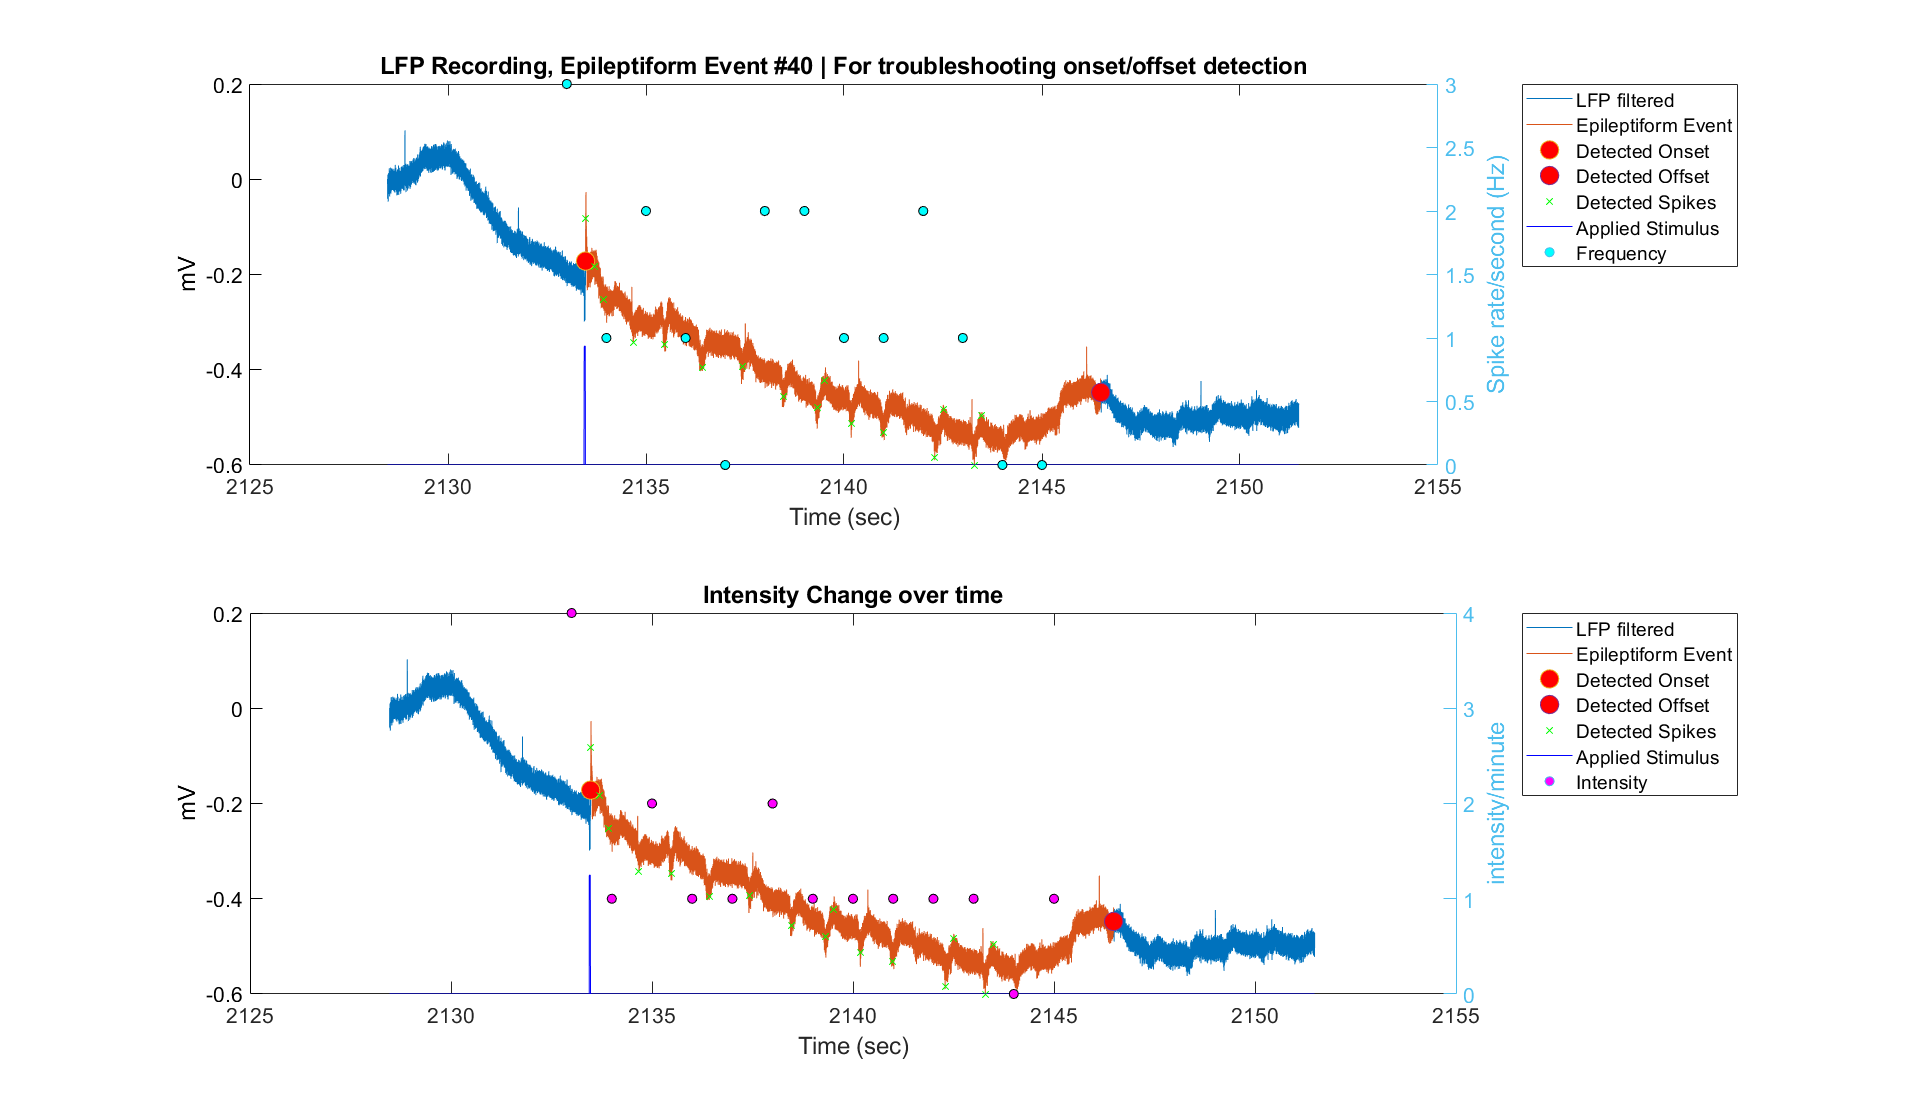 LFP Recording, Epileptiform Event #40 | For troubleshooting onset/offset detection
0.2
0
-0.2
-0.4
-0.6
mV
3
2.5
2
1.5
1
0.5
0
Spike rate/second (Hz)
2125 2130 2135 2140 2145 2150 2155
Time (sec)
LFP filtered
Epileptiform Event
Detected Onset
Detected Offset
Detected Spikes
Applied Stimulus
Frequency
Intensity Change over time
0.2
0
-0.2
-0.4
-0.6
mV
4
3
2
1
0
intensity/minute
2125 2130 2135 2140 2145 2150 2155
Time (sec)
LFP filtered
Epileptiform Event
Detected Onset
Detected Offset
Detected Spikes
Applied Stimulus
Intensity